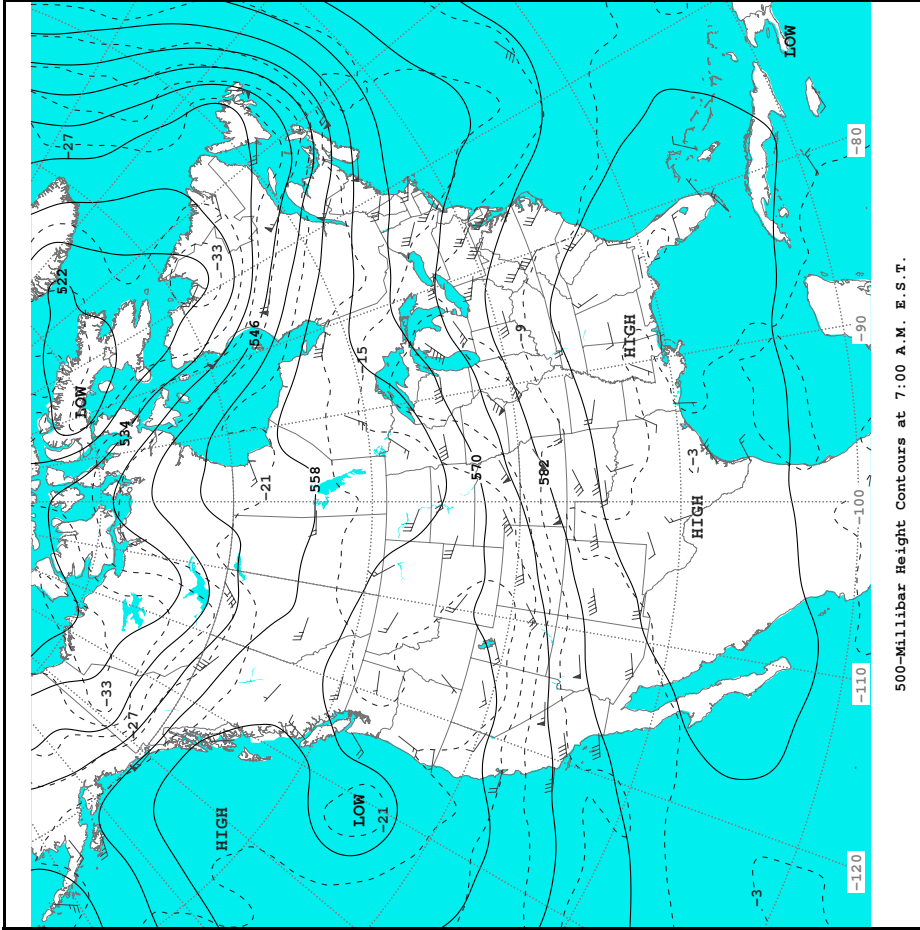 522
-27
LOW
-33
534
-27
-33
HIGH
546
-21
558
LOW
-15
-21
570
-9
582
HIGH
-3
HIGH
-3
LOW
-120 -110 -100 -90 -80
500-Millibar Height Contours at 7:00 A.M. E.S.T.